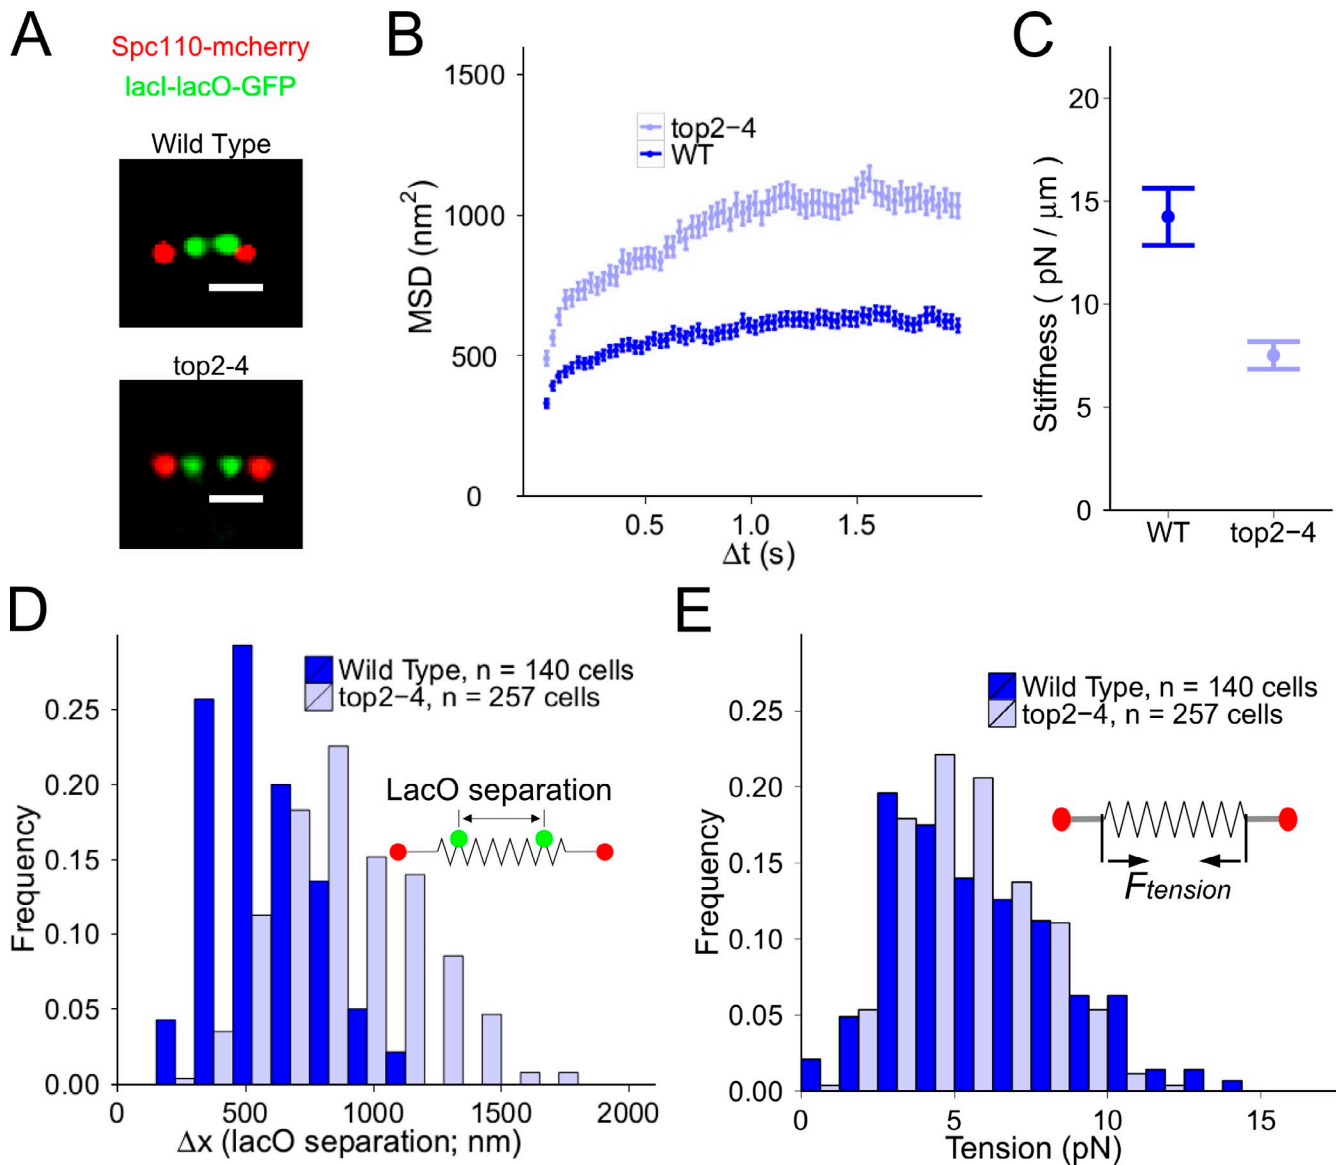 A
Spc110-mcherry
lacI-lacO-GFP
Wild Type
top2-4
B
1500
1000
500
0
MSD (nm²)
top2−4
WT
0.5
1.0
1.5
Δt (s)
C
20
15
10
5
0
Stiffness ( pN / μm )
WT
top2−4
D
0.25
0.20
0.15
0.10
0.05
0.00
Frequency
Wild Type, n = 140 cells
top2−4, n = 257 cells
LacO separation
0
500
1000
1500
2000
Δx (lacO separation; nm)
E
0.25
0.20
0.15
0.10
0.05
0.00
Frequency
Wild Type, n = 140 cells
top2−4, n = 257 cells
Ftension
0
5
10
15
Tension (pN)